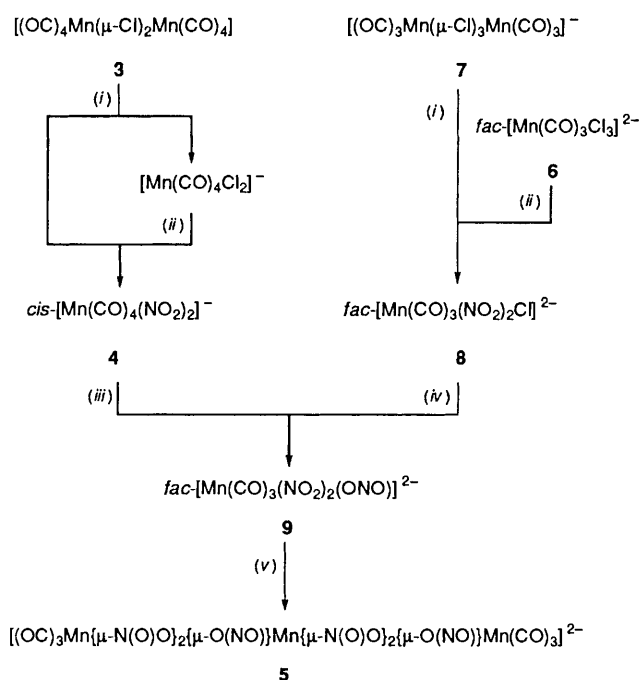 [(OC)₄Mn(μ-Cl)₂Mn(CO)₄]
[(OC)₃Mn(μ-Cl)₃Mn(CO)₃]⁻
3
7
(i)
(i)
fac-[Mn(CO)₃Cl₃]²⁻
6
[Mn(CO)₄Cl₂]⁻
(ii)
(ii)
cis-[Mn(CO)₄(NO₂)₂]⁻
fac-[Mn(CO)₃(NO₂)₂Cl]²⁻
4
8
(iii)
(iv)
fac-[Mn(CO)₃(NO₂)₂(ONO)]²⁻
9
(v)
[(OC)₃Mn{μ-N(O)O}₂{μ-O(NO)}Mn{μ-N(O)O}₂{μ-O(NO)}Mn(CO)₃]²⁻
5